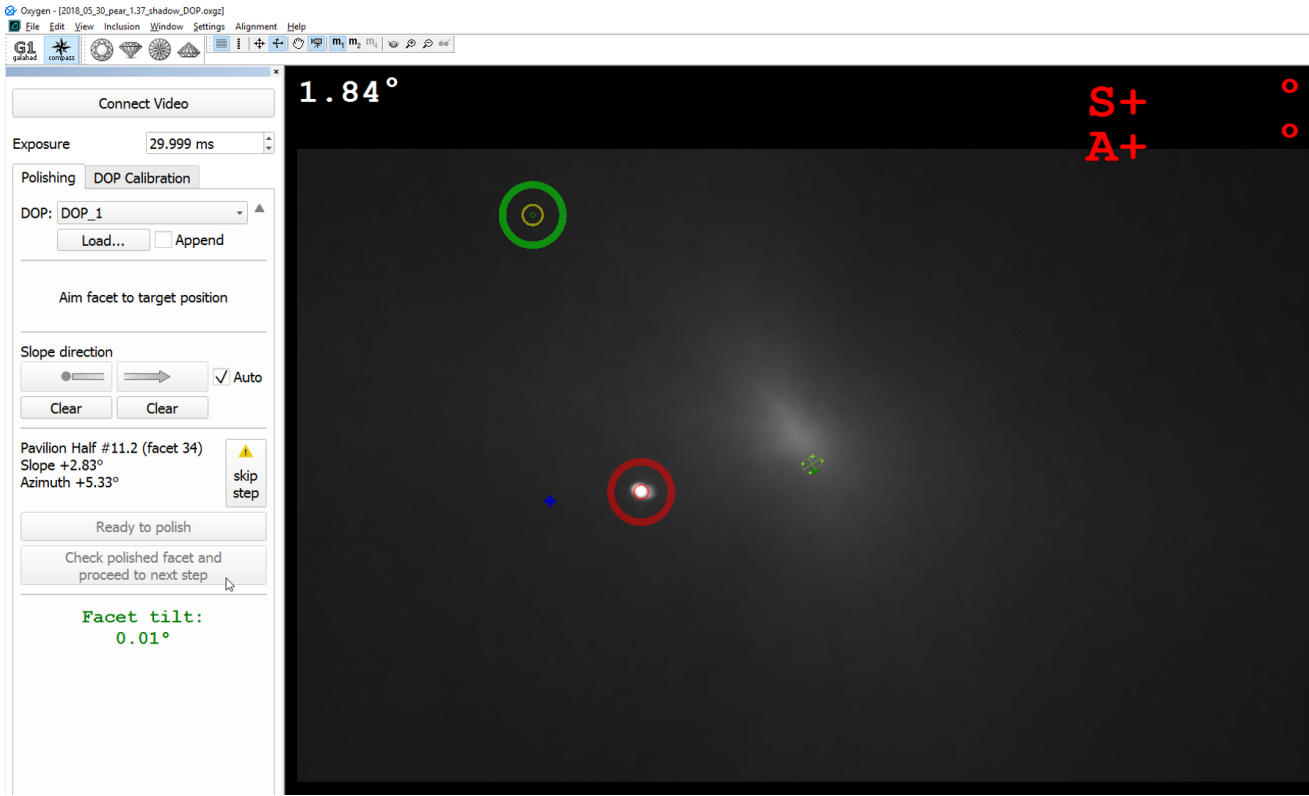 Oxygen - [2018_05_30_pear_1.37_shadow_DOP.oxgz]
File Edit View Inclusion Window Settings Alignment Help
G1 galahad compass m1 m2 m4
Connect Video
1.84°
S+ °
A+ °
Exposure 29.999 ms
Polishing DOP Calibration
DOP: DOP_1
Load... Append
Aim facet to target position
Slope direction
Auto
Clear Clear
Pavilion Half #11.2 (facet 34)
Slope +2.83°
Azimuth +5.33°
skip
step
Ready to polish
Check polished facet and
proceed to next step
Facet tilt:
0.01°